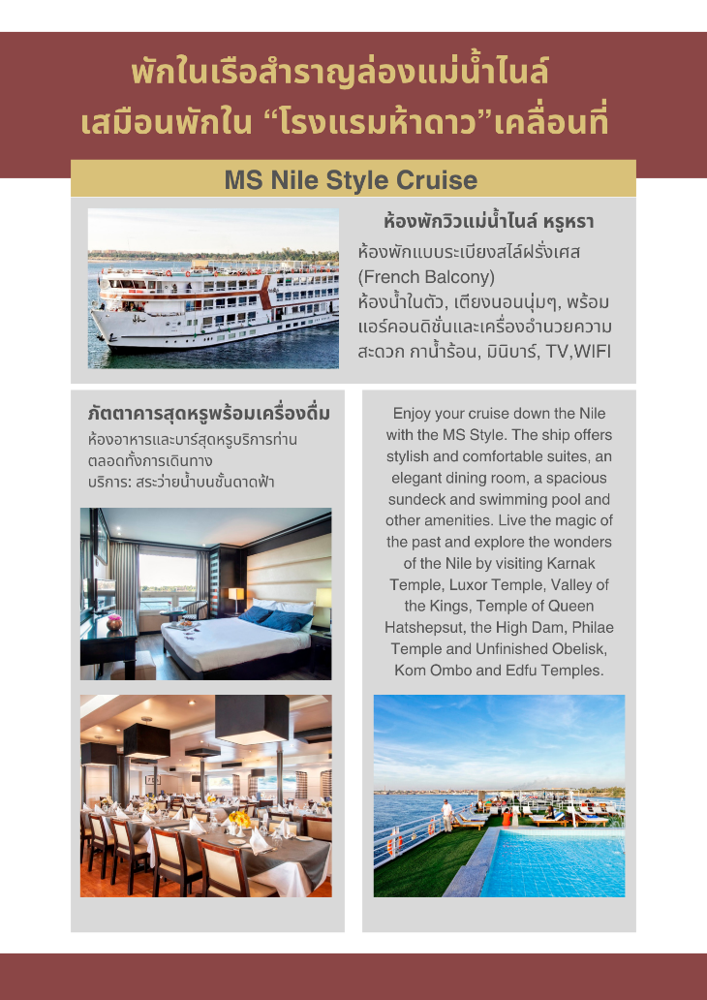 พักในเรือสำราญล่องแม่น้ำไนล์
เสมือนพักใน “โรงแรมห้าดาว”เคลื่อนที่
MS Nile Style Cruise
ห้องพักวิวแม่น้ำไนล์ หรูหรา
ห้องพักแบบระเบียงสไล์ฝรั่งเศส
(French Balcony)
ห้องน้ำในตัว, เตียงนอนนุ่มๆ, พร้อม
แอร์คอนดิชั่นและเครื่องอำนวยความ
สะดวก กาน้ำร้อน, มินิบาร์, TV,WIFI
ภัตตาคารสุดหรูพร้อมเครื่องดื่ม
ห้องอาหารและบาร์สุดหรูบริการท่าน
ตลอดทั้งการเดินทาง
บริการ: สระว่ายน้ำบนชั้นดาดฟ้า
Enjoy your cruise down the Nile
with the MS Style. The ship offers
stylish and comfortable suites, an
elegant dining room, a spacious
sundeck and swimming pool and
other amenities. Live the magic of
the past and explore the wonders
of the Nile by visiting Karnak
Temple, Luxor Temple, Valley of
the Kings, Temple of Queen
Hatshepsut, the High Dam, Philae
Temple and Unfinished Obelisk,
Kom Ombo and Edfu Temples.